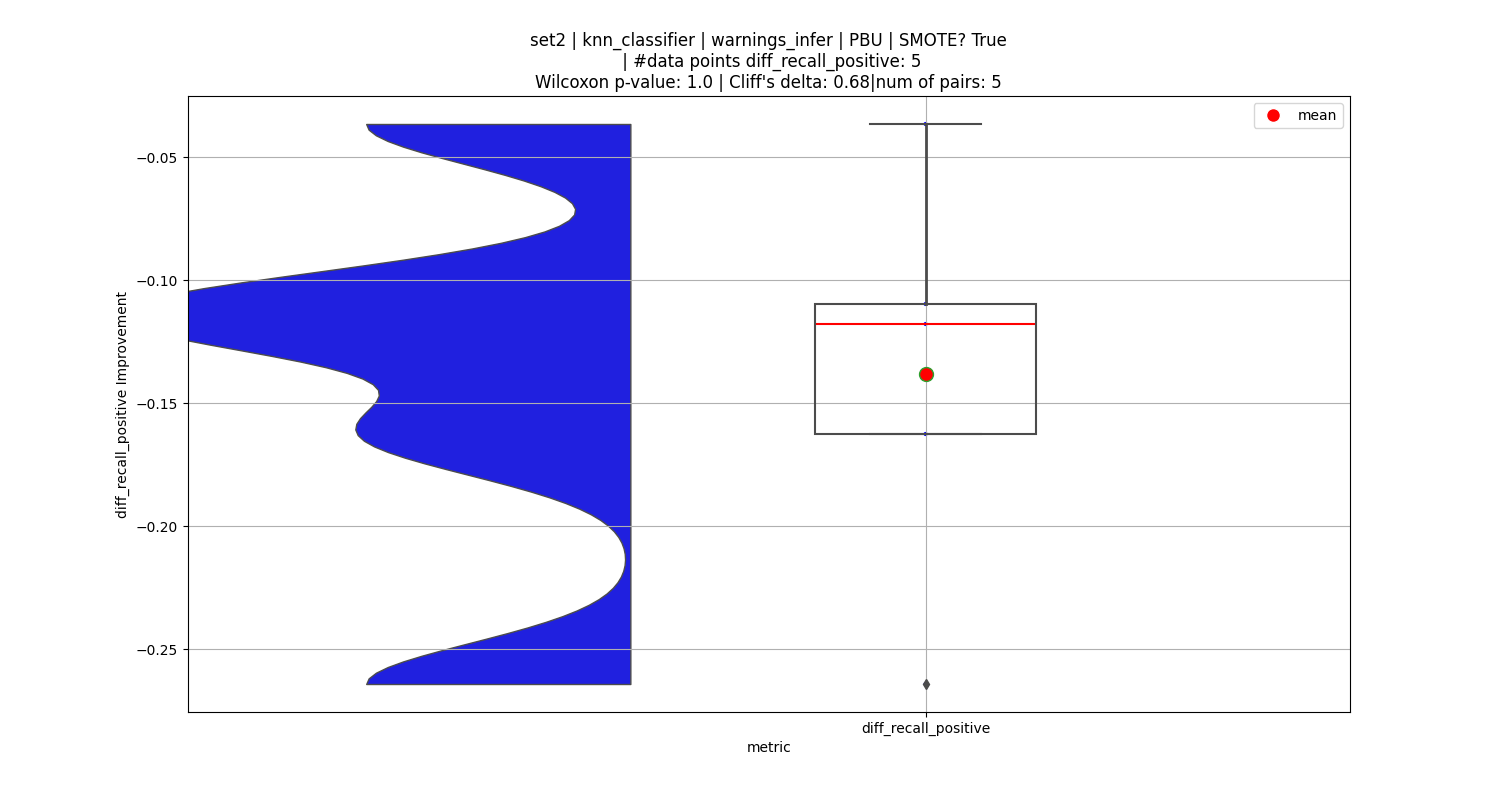 set2 | knn_classifier | warnings_infer | PBU | SMOTE? True
| #data points diff_recall_positive: 5
Wilcoxon p-value: 1.0 | Cliff's delta: 0.68|num of pairs: 5
mean
−0.05
−0.10
−0.15
−0.20
−0.25
diff_recall_positive Improvement
diff_recall_positive
metric